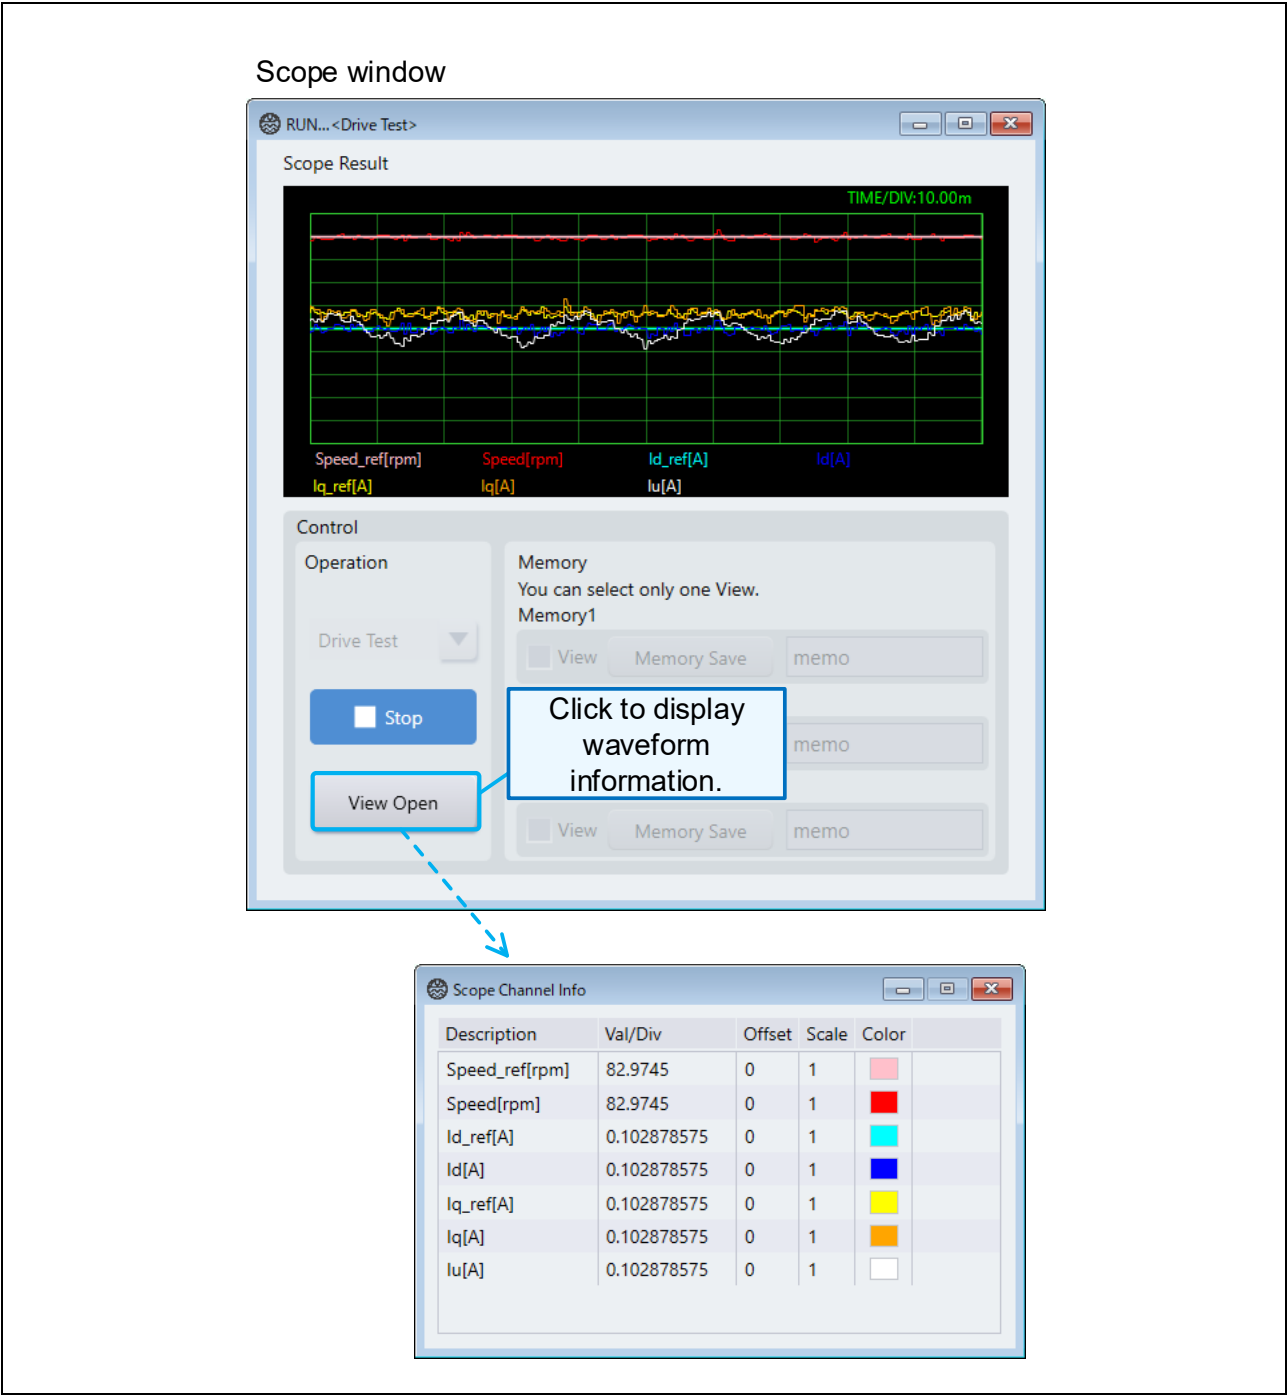 Scope window
RUN...<Drive Test>
Scope Result
TIME/DIV:10.00m
Speed_ref[rpm] Speed[rpm] Id_ref[A] Id[A]
Iq_ref[A] Iq[A] Iu[A]
Control
Operation
Drive Test
Stop
View Open
Memory
You can select only one View.
Memory1
View Memory Save memo
Click to display
waveform
information.
memo
View Memory Save memo
Scope Channel Info
Description Val/Div Offset Scale Color
Speed_ref[rpm] 82.9745 0 1
Speed[rpm] 82.9745 0 1
Id_ref[A] 0.102878575 0 1
Id[A] 0.102878575 0 1
Iq_ref[A] 0.102878575 0 1
Iq[A] 0.102878575 0 1
Iu[A] 0.102878575 0 1